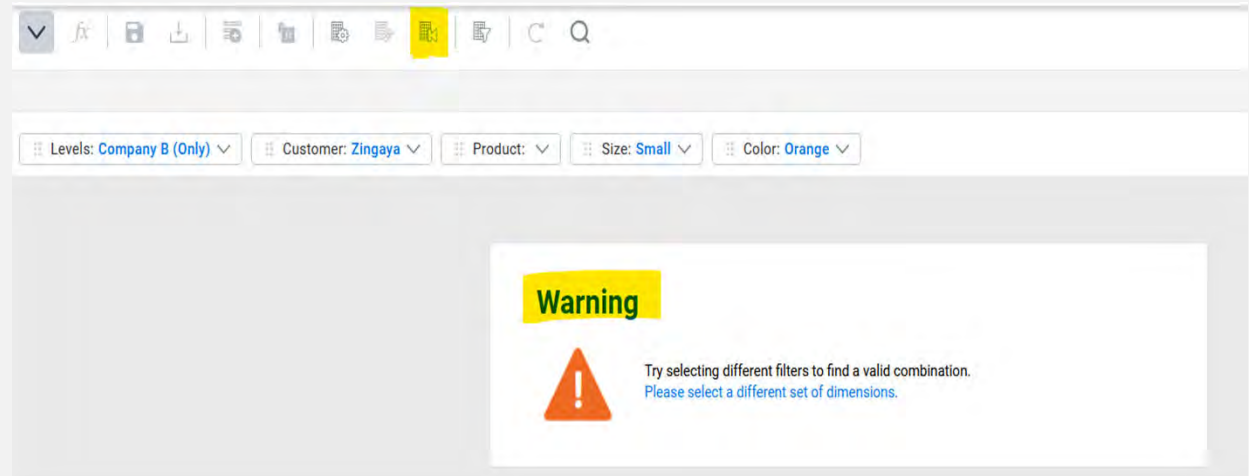 fx
Levels: Company B (Only)
Customer: Zingaya
Product:
Size: Small
Color: Orange
Warning
Try selecting different filters to find a valid combination.
Please select a different set of dimensions.